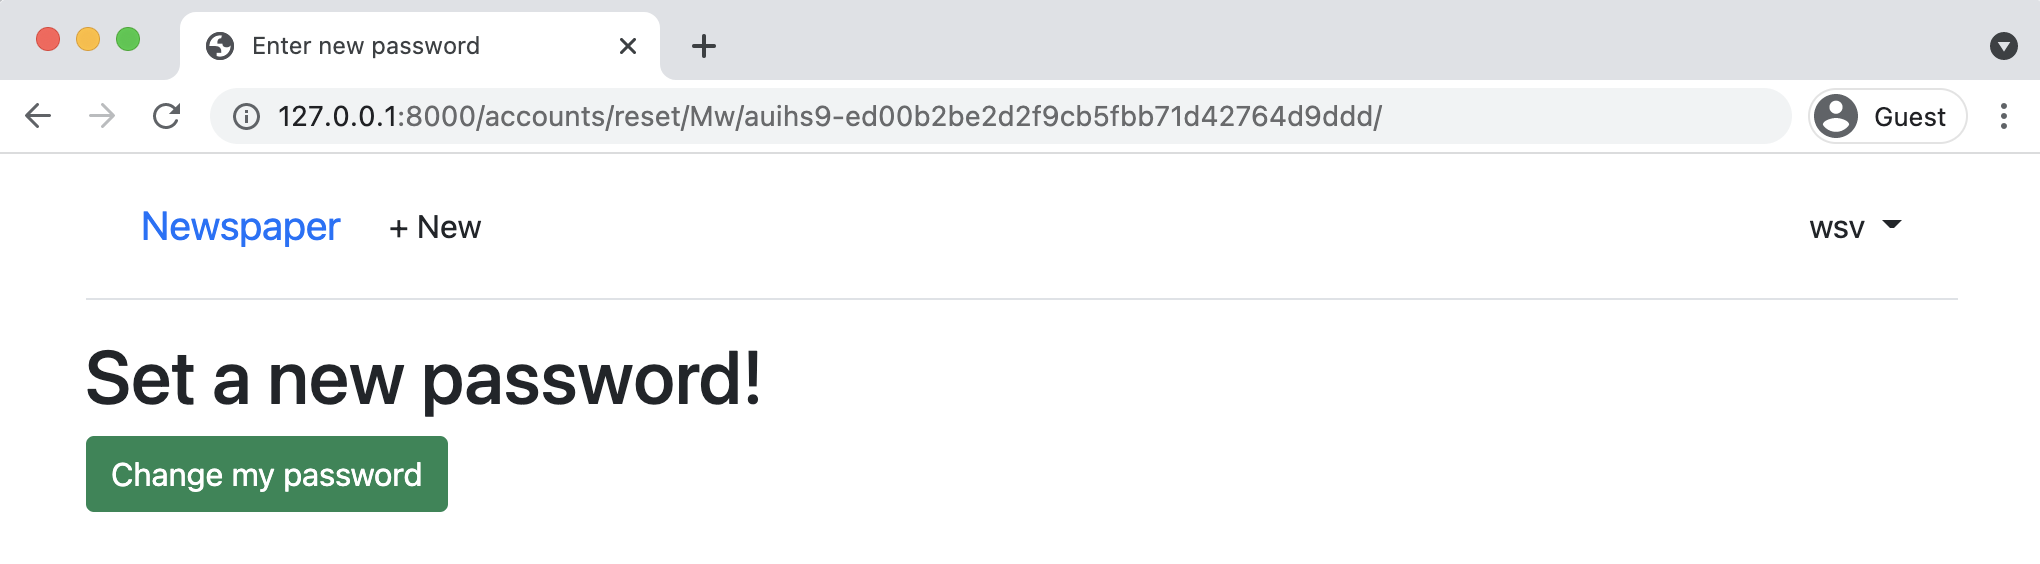 Enter new password
127.0.0.1:8000/accounts/reset/Mw/auihs9-ed00b2be2d2f9cb5fbb71d42764d9ddd/
Guest
Newspaper + New wsv
Set a new password!
Change my password